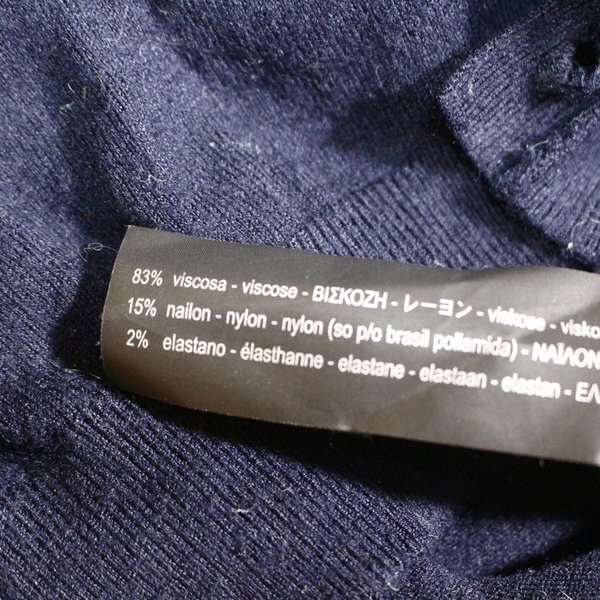 83% viscosa - viscose - ΒΙΣΚΟΖΗ - レーヨン - viskose - visko
15% nailon - nylon - nylon (so p/o brasil poliamida) - ΝΑΪΛΟΝ
2% elastano - élasthanne - elastane - elastaan - elastan - ΕΛ